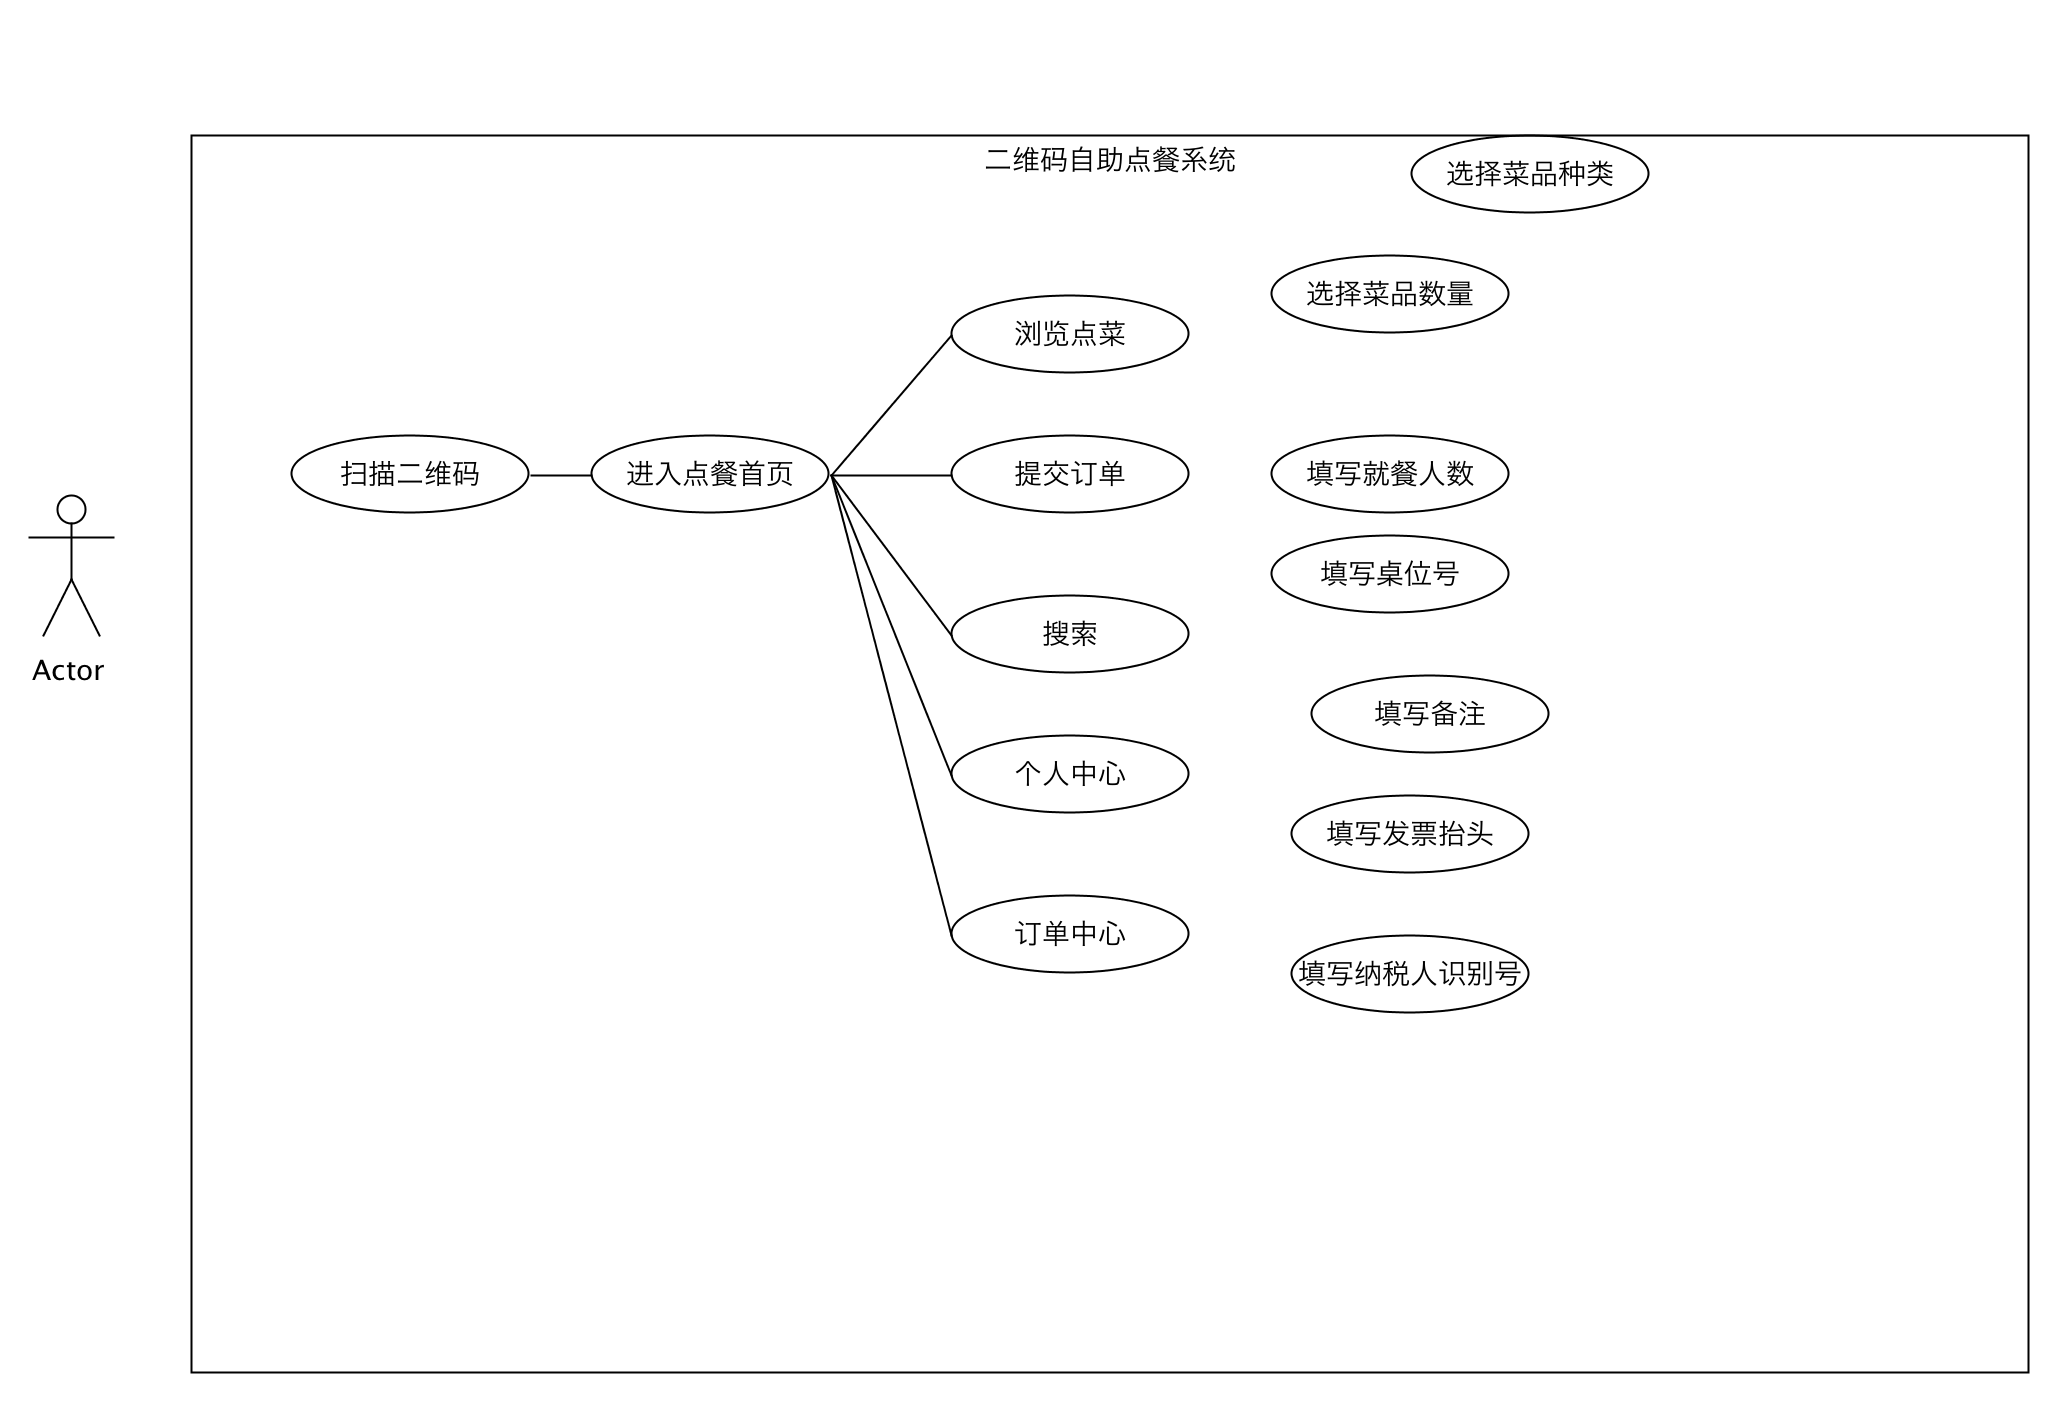 二维码自助点餐系统
选择菜品种类
选择菜品数量
浏览点菜
扫描二维码
进入点餐首页
提交订单
填写就餐人数
填写桌位号
搜索
Actor
填写备注
个人中心
填写发票抬头
订单中心
填写纳税人识别号